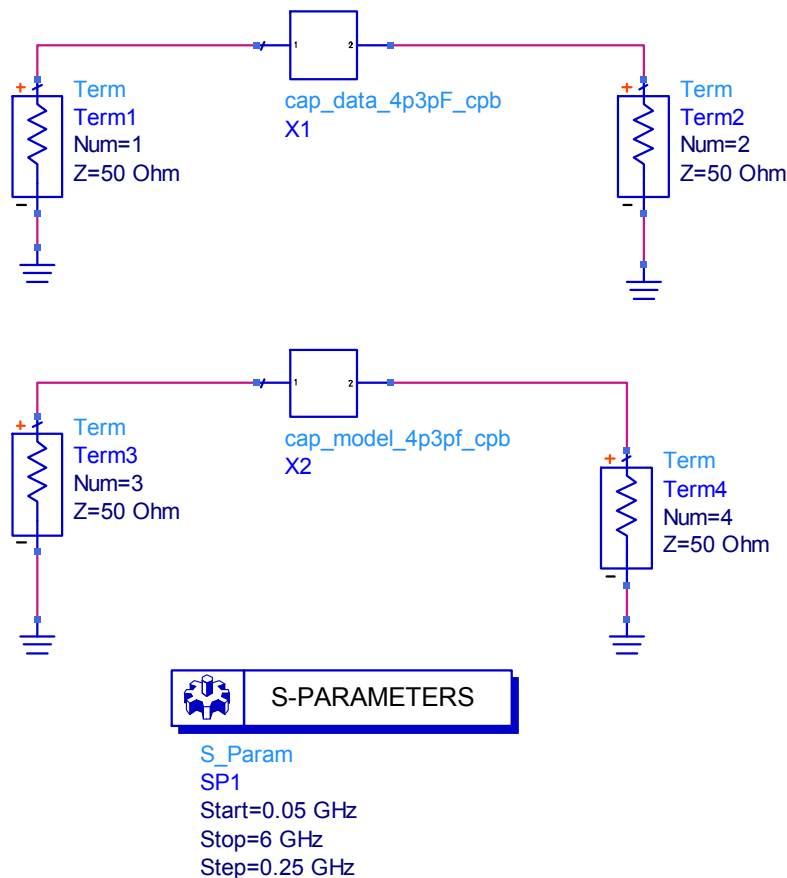 1 2
+ Term
Term1
Num=1
Z=50 Ohm
-
cap_data_4p3pF_cpb
X1
+ Term
Term2
Num=2
Z=50 Ohm
-
1 2
+ Term
Term3
Num=3
Z=50 Ohm
-
cap_model_4p3pf_cpb
X2
+ Term
Term4
Num=4
Z=50 Ohm
-
S-PARAMETERS
S_Param
SP1
Start=0.05 GHz
Stop=6 GHz
Step=0.25 GHz